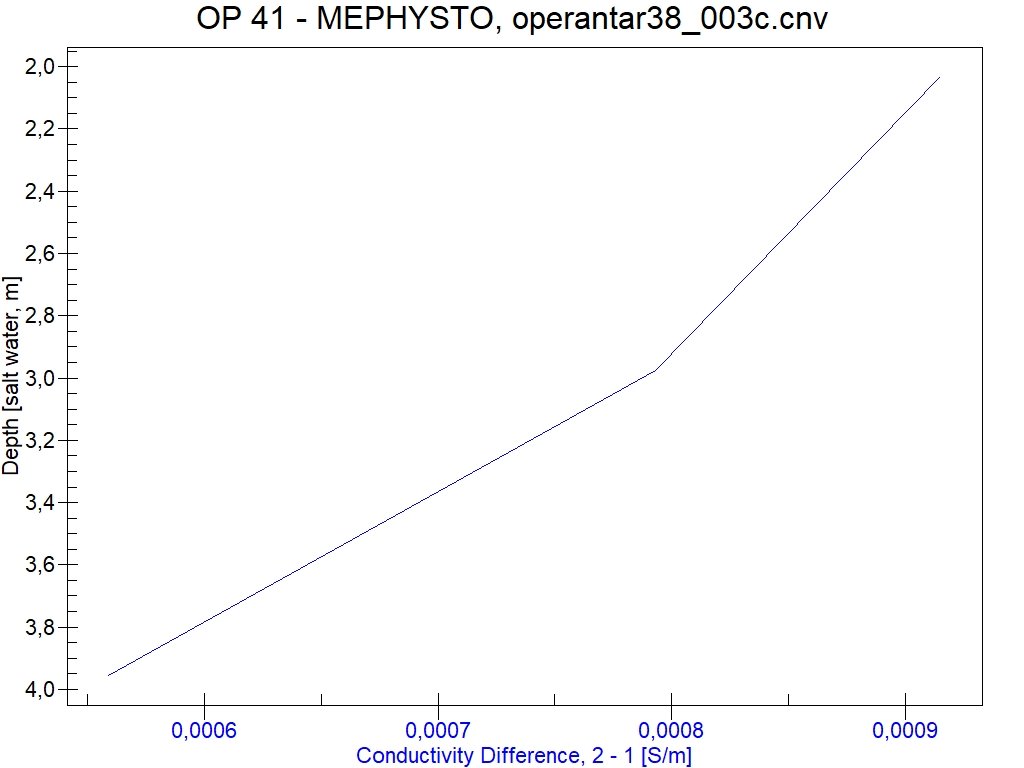 OP 41 - MEPHYSTO, operantar38_003c.cnv
Depth [salt water, m]
2,0
2,2
2,4
2,6
2,8
3,0
3,2
3,4
3,6
3,8
4,0
0,0006 0,0007 0,0008 0,0009
Conductivity Difference, 2 - 1 [S/m]